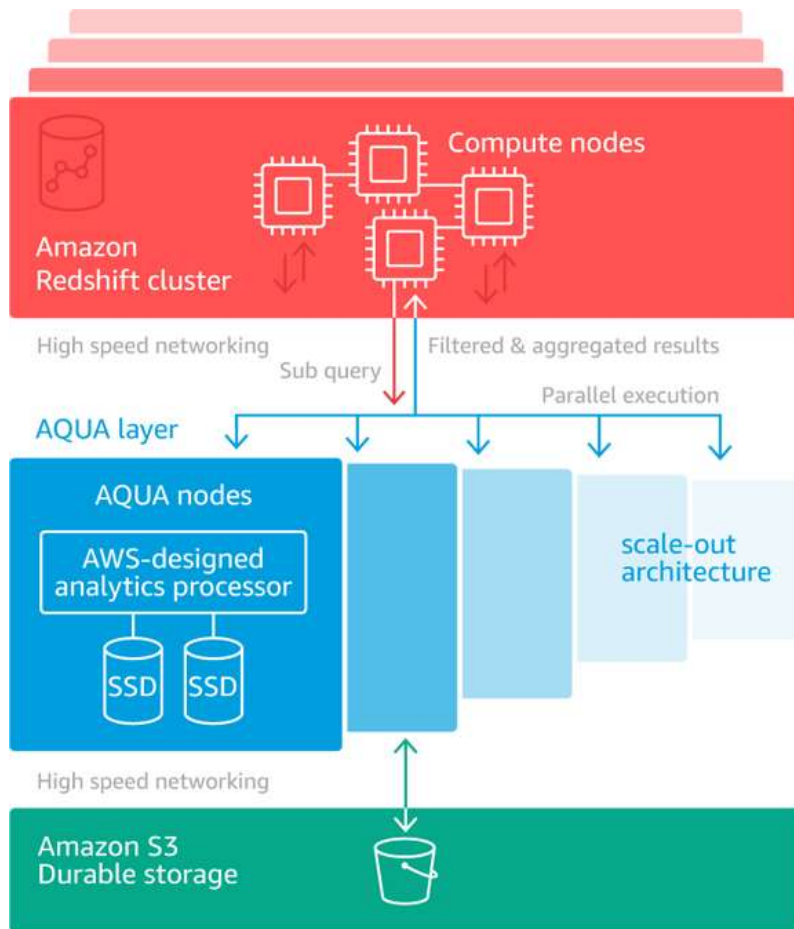 Compute nodes
Amazon
Redshift cluster
High speed networking
Filtered & aggregated results
Sub query
Parallel execution
AQUA layer
AQUA nodes
AWS-designed
analytics processor
SSD
SSD
scale-out
architecture
High speed networking
Amazon S3
Durable storage